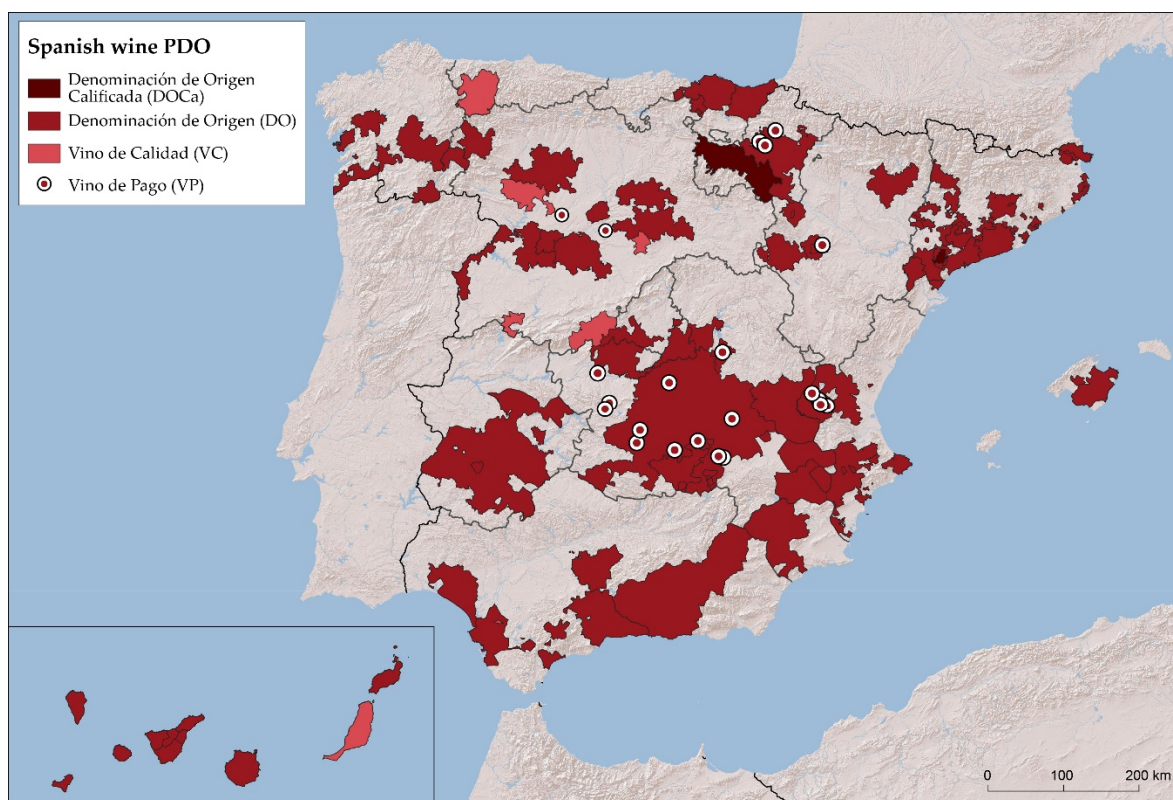 Spanish wine PDO
Denominación de Origen
Calificada (DOCa)
Denominación de Origen (DO)
Vino de Calidad (VC)
Vino de Pago (VP)
0 100 200 km